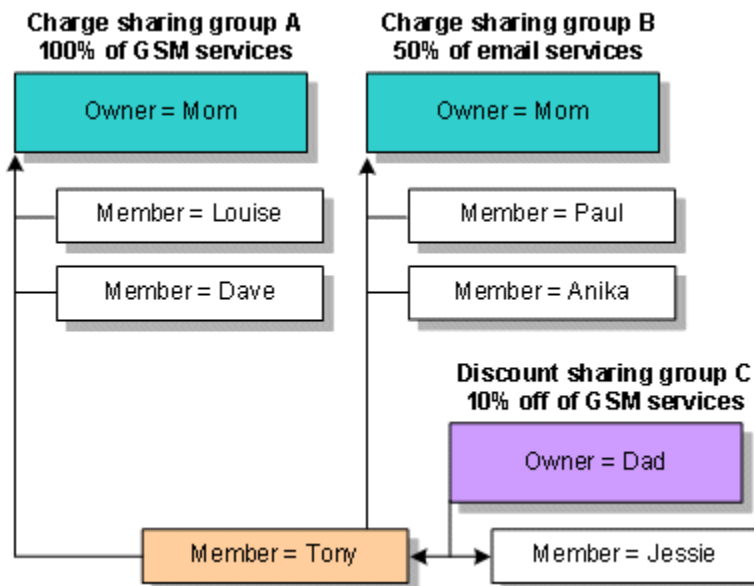 Charge sharing group A
100% of GSM services
Owner = Mom
Member = Louise
Member = Dave
Charge sharing group B
50% of email services
Owner = Mom
Member = Paul
Member = Anika
Discount sharing group C
10% off of GSM services
Owner = Dad
Member = Tony
Member = Jessie